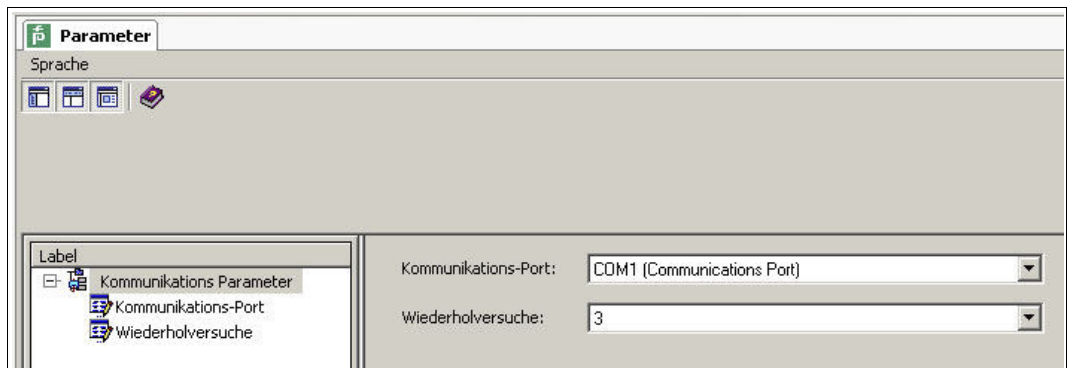 Parameter
Sprache
Label
Kommunikations Parameter
Kommunikations-Port
Wiederholversuche
Kommunikations-Port: COM1 (Communications Port)
Wiederholversuche: 3